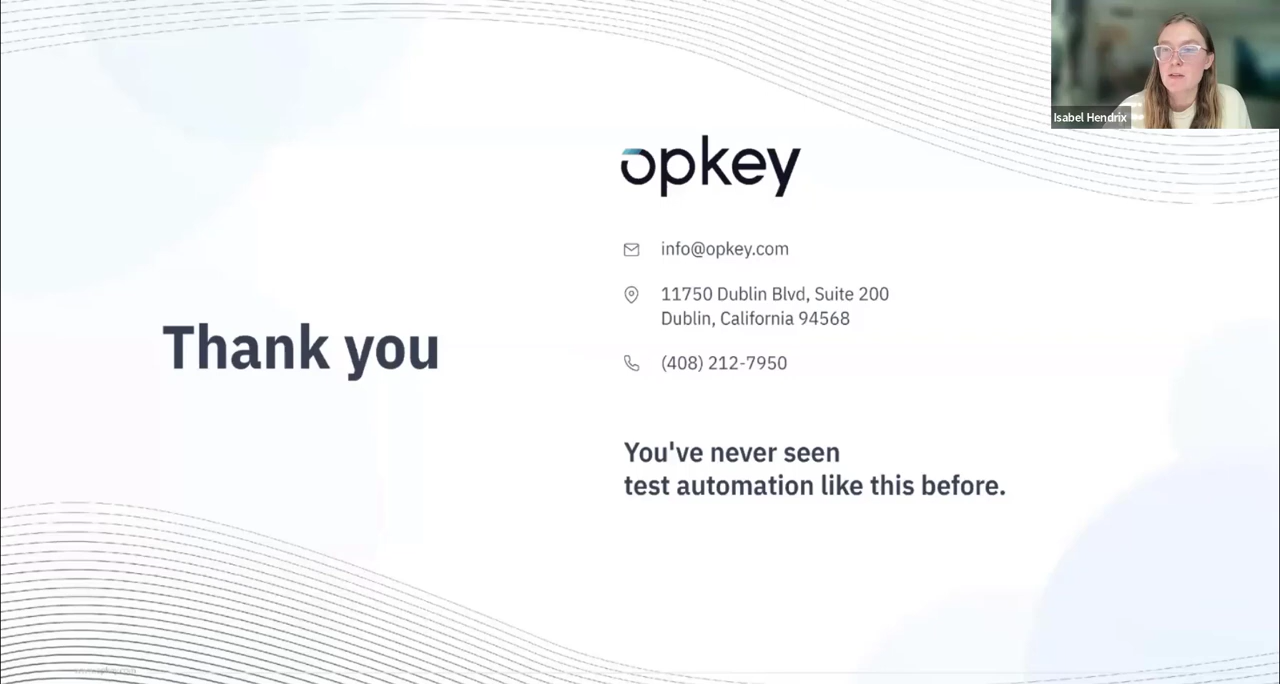 Isabel Hendrix
opkey
info@opkey.com
11750 Dublin Blvd, Suite 200
Dublin, California 94568
(408) 212-7950
Thank you
You've never seen
test automation like this before.